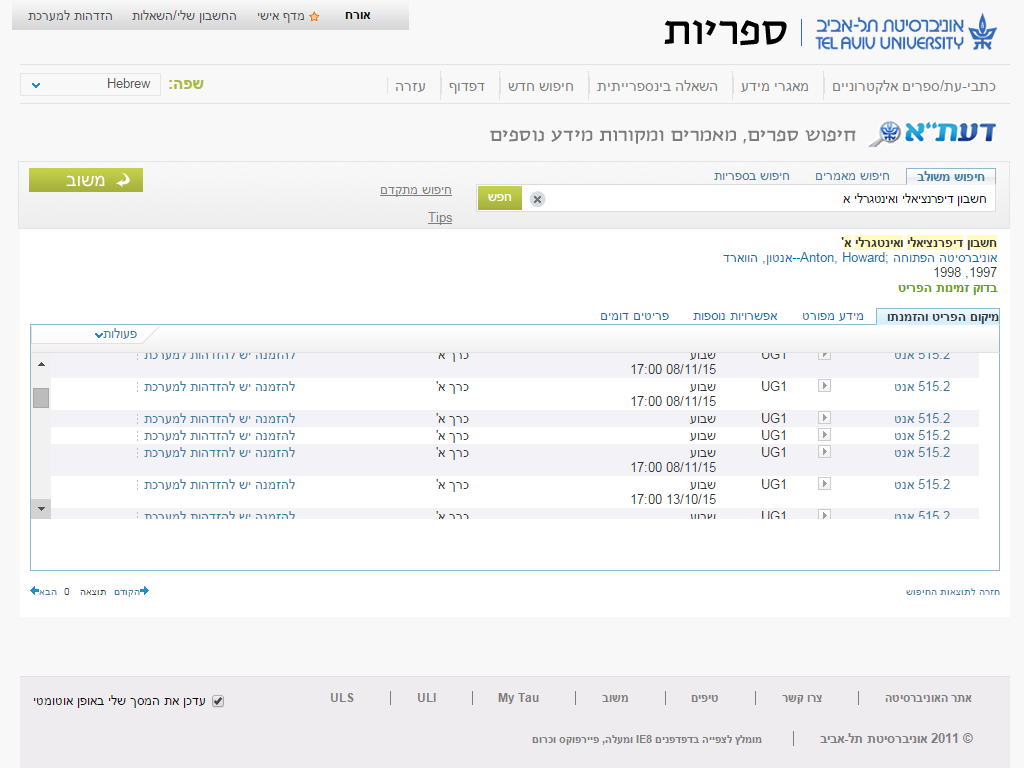 אורח ☆ מדף אישי החשבון שלי/השאלות הזדהות למערכת
אוניברסיטת תל-אביב
TEL AVIV UNIVERSITY
ספריות
כתבי-עת/ספרים אלקטרוניים מאגרי מידע השאלה בינספרייתית חיפוש חדש דפדוף עזרה
שפה: Hebrew
דעת"א חיפוש ספרים, מאמרים ומקורות מידע נוספים
חיפוש משולב חיפוש מאמרים חיפוש בספריות
חשבון דיפרנציאלי ואינטגרלי א
חפש
חיפוש מתקדם
Tips
משוב
חשבון דיפרנציאלי ואינטגרלי א'
אוניברסיטה הפתוחה ;Anton, Howard--אנטון, הווארד
1997, 1998
בדוק זמינות הפריט
מיקום הפריט והזמנתו מידע מפורט אפשרויות נוספות פריטים דומים
פעולות
515.2 אנט UG1 שבוע כרך א' להזמנה יש להזדהות למערכת
08/11/15 17:00
515.2 אנט UG1 שבוע כרך א' להזמנה יש להזדהות למערכת
08/11/15 17:00
515.2 אנט UG1 שבוע כרך א' להזמנה יש להזדהות למערכת
515.2 אנט UG1 שבוע כרך א' להזמנה יש להזדהות למערכת
515.2 אנט UG1 שבוע כרך א' להזמנה יש להזדהות למערכת
08/11/15 17:00
515.2 אנט UG1 שבוע כרך א' להזמנה יש להזדהות למערכת
13/10/15 17:00
515.2 אנט UG1 שבוע כרך א' להזמנה יש להזדהות למערכת
חזרה לתוצאות החיפוש
הקודם תוצאה 0 הבא
אתר האוניברסיטה צרו קשר טיפים משוב My Tau ULI ULS
עדכן את המסך שלי באופן אוטומטי
© 2011 אוניברסיטת תל-אביב מומלץ לצפייה בדפדפנים IE8 ומעלה, פיירפוקס וכרום